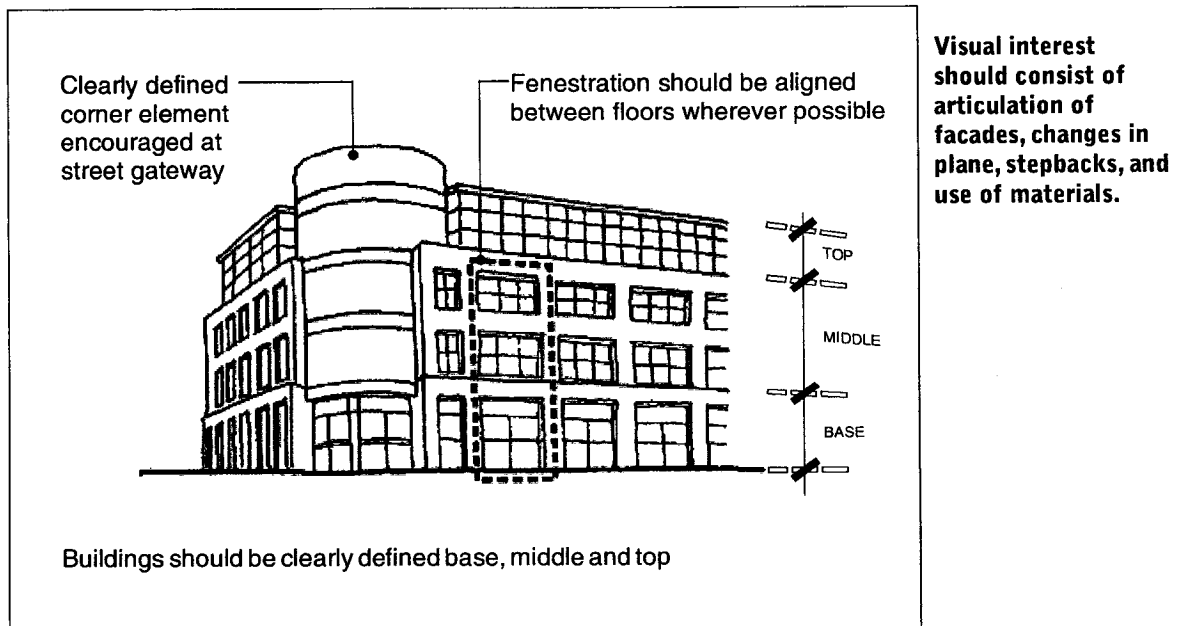 Clearly defined
corner element
encouraged at
street gateway
Fenestration should be aligned
between floors wherever possible
TOP
MIDDLE
BASE
Buildings should be clearly defined base, middle and top
Visual interest
should consist of
articulation of
facades, changes in
plane, stepbacks, and
use of materials.